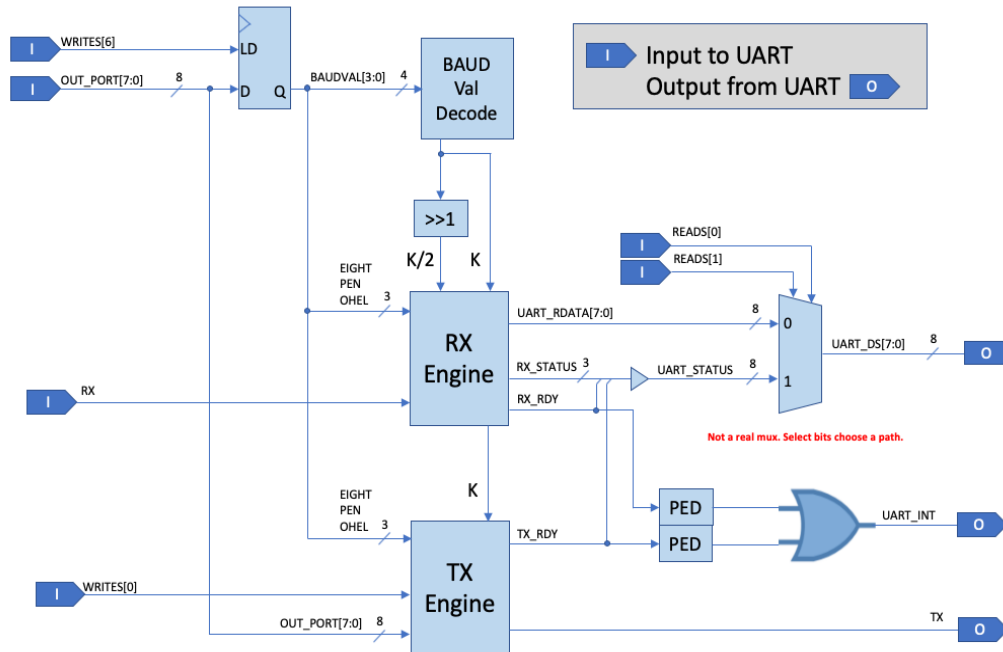 I
WRITES[6]
LD
I
OUT_PORT[7:0]
8
D
Q
BAUDVAL[3:0]
4
BAUD
Val
Decode
I
Input to UART
Output from UART
O
>>1
K/2
K
EIGHT
PEN
OHEL
3
RX
Engine
I
READS[0]
I
READS[1]
UART_RDATA[7:0]
8
0
RX_STATUS
3
UART_STATUS
8
1
UART_DS[7:0]
8
O
I
RX
RX_RDY
Not a real mux. Select bits choose a path.
K
EIGHT
PEN
OHEL
3
TX
Engine
TX_RDY
PED
PED
UART_INT
O
I
WRITES[0]
OUT_PORT[7:0]
8
TX
O